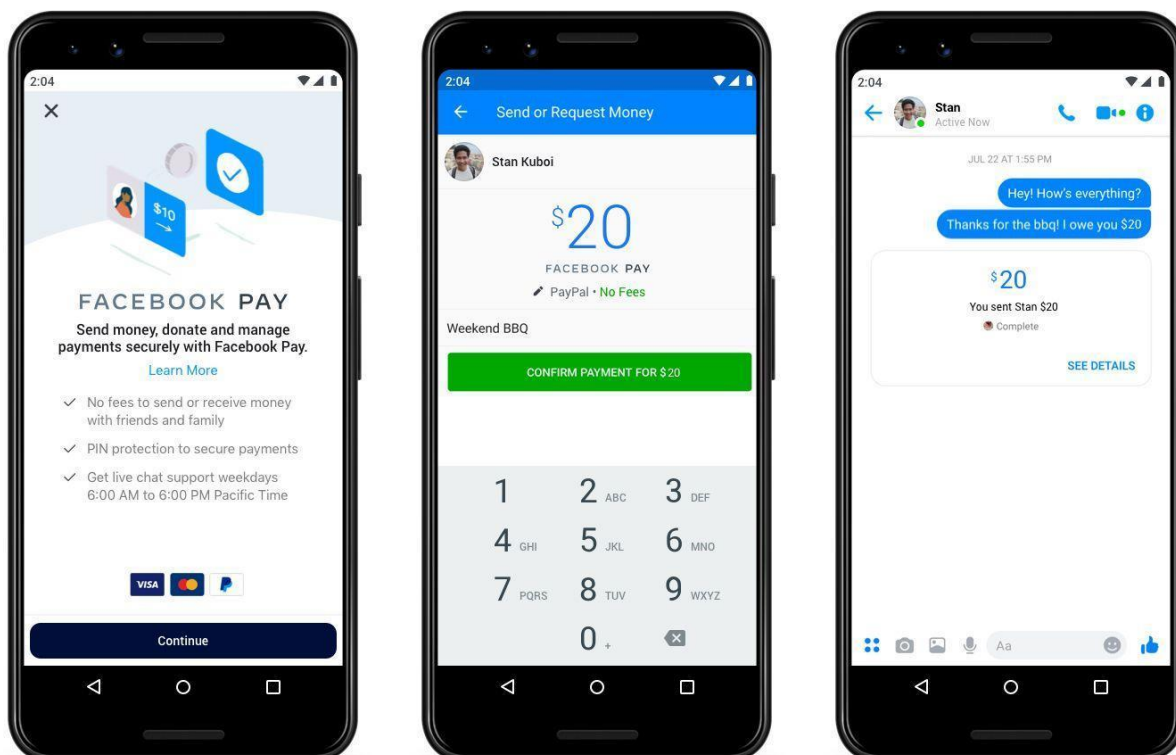 2:04
$10
FACEBOOK PAY
Send money, donate and manage
payments securely with Facebook Pay.
Learn More
No fees to send or receive money
with friends and family
PIN protection to secure payments
Get live chat support weekdays
6:00 AM to 6:00 PM Pacific Time
VISA
Continue
2:04
Send or Request Money
Stan Kuboi
$20
FACEBOOK PAY
PayPal • No Fees
Weekend BBQ
CONFIRM PAYMENT FOR $20
1 2 ABC 3 DEF
4 GHI 5 JKL 6 MNO
7 PQRS 8 TUV 9 WXYZ
0 +
2:04
Stan
Active Now
JUL 22 AT 1:55 PM
Hey! How's everything?
Thanks for the bbq! I owe you $20
$20
You sent Stan $20
Complete
SEE DETAILS
Aa